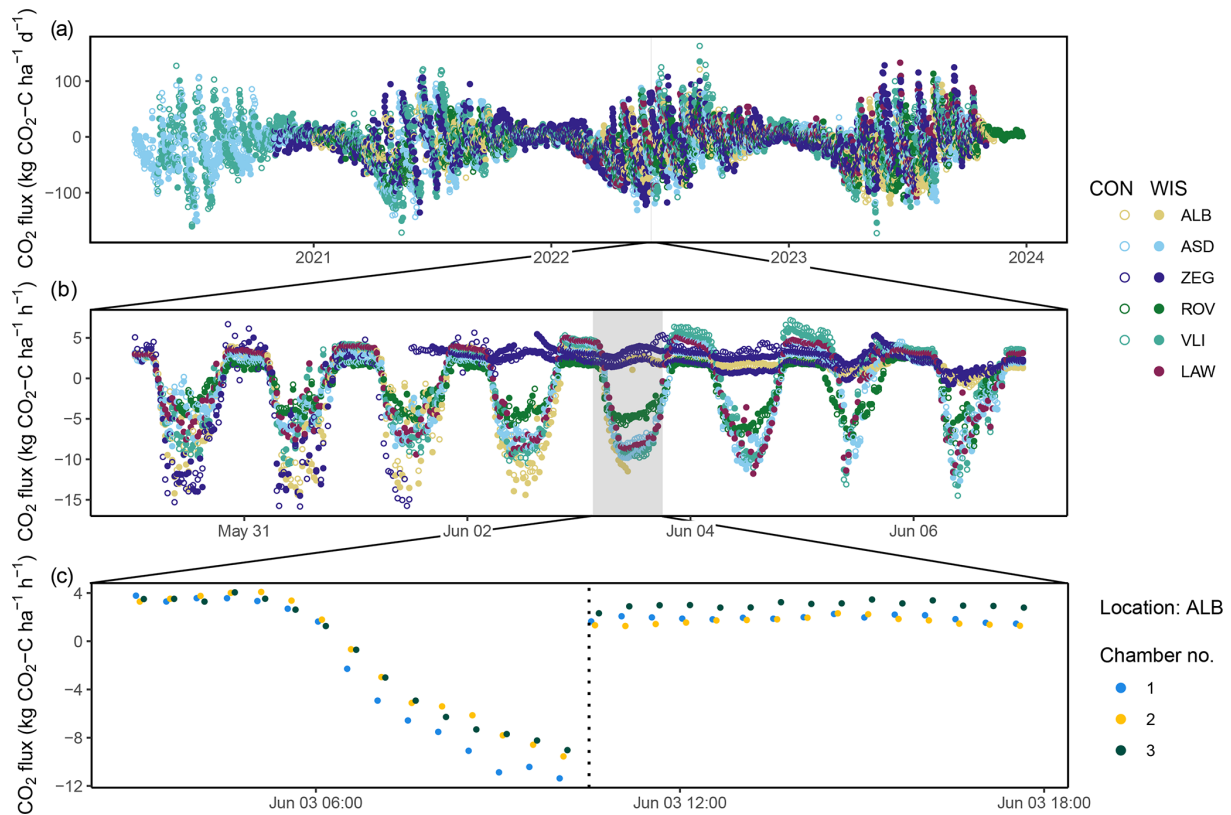 (a)
CO₂ flux (kg CO₂−C ha⁻¹ d⁻¹)
100
0
−100
2021
2022
2023
2024
CON WIS
ALB
ASD
ZEG
ROV
VLI
LAW
(b)
CO₂ flux (kg CO₂−C ha⁻¹ h⁻¹)
5
0
−5
−10
−15
May 31
Jun 02
Jun 04
Jun 06
(c)
CO₂ flux (kg CO₂−C ha⁻¹ h⁻¹)
4
0
−4
−8
−12
Jun 03 06:00
Jun 03 12:00
Jun 03 18:00
Location: ALB
Chamber no.
1
2
3